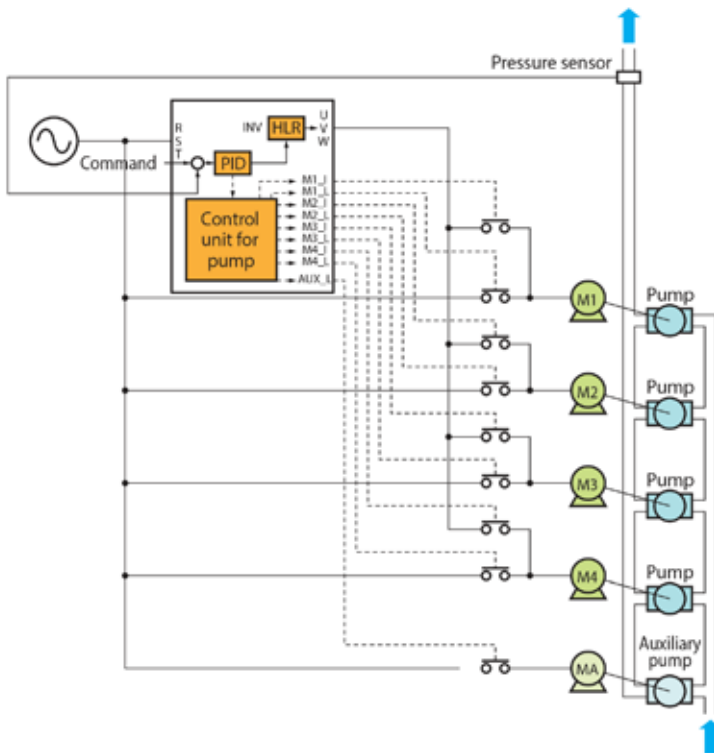 Pressure sensor
R
S
T
INV
HLR
U
V
W
Command
PID
Control
unit for
pump
M1_I
M1_L
M2_I
M2_L
M3_I
M3_L
M4_I
M4_L
AUX_L
M1
Pump
M2
Pump
M3
Pump
M4
Pump
Auxiliary
pump
MA